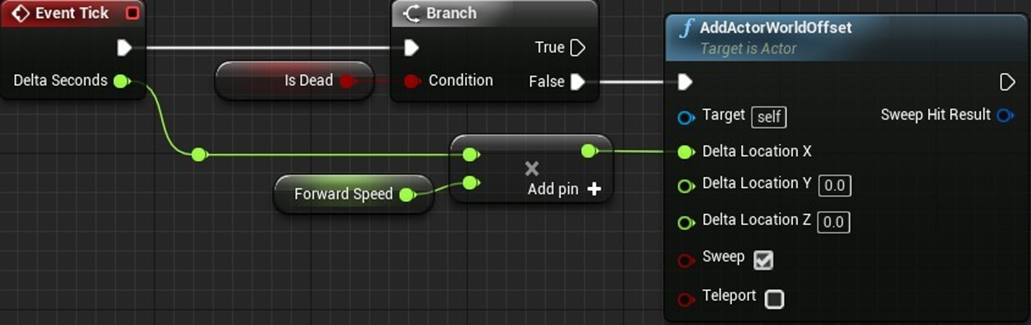 Event Tick
Delta Seconds
Branch
True
Is Dead
Condition
False
Forward Speed
Add pin
AddActorWorldOffset
Target is Actor
Target self
Sweep Hit Result
Delta Location X
Delta Location Y 0.0
Delta Location Z 0.0
Sweep
Teleport